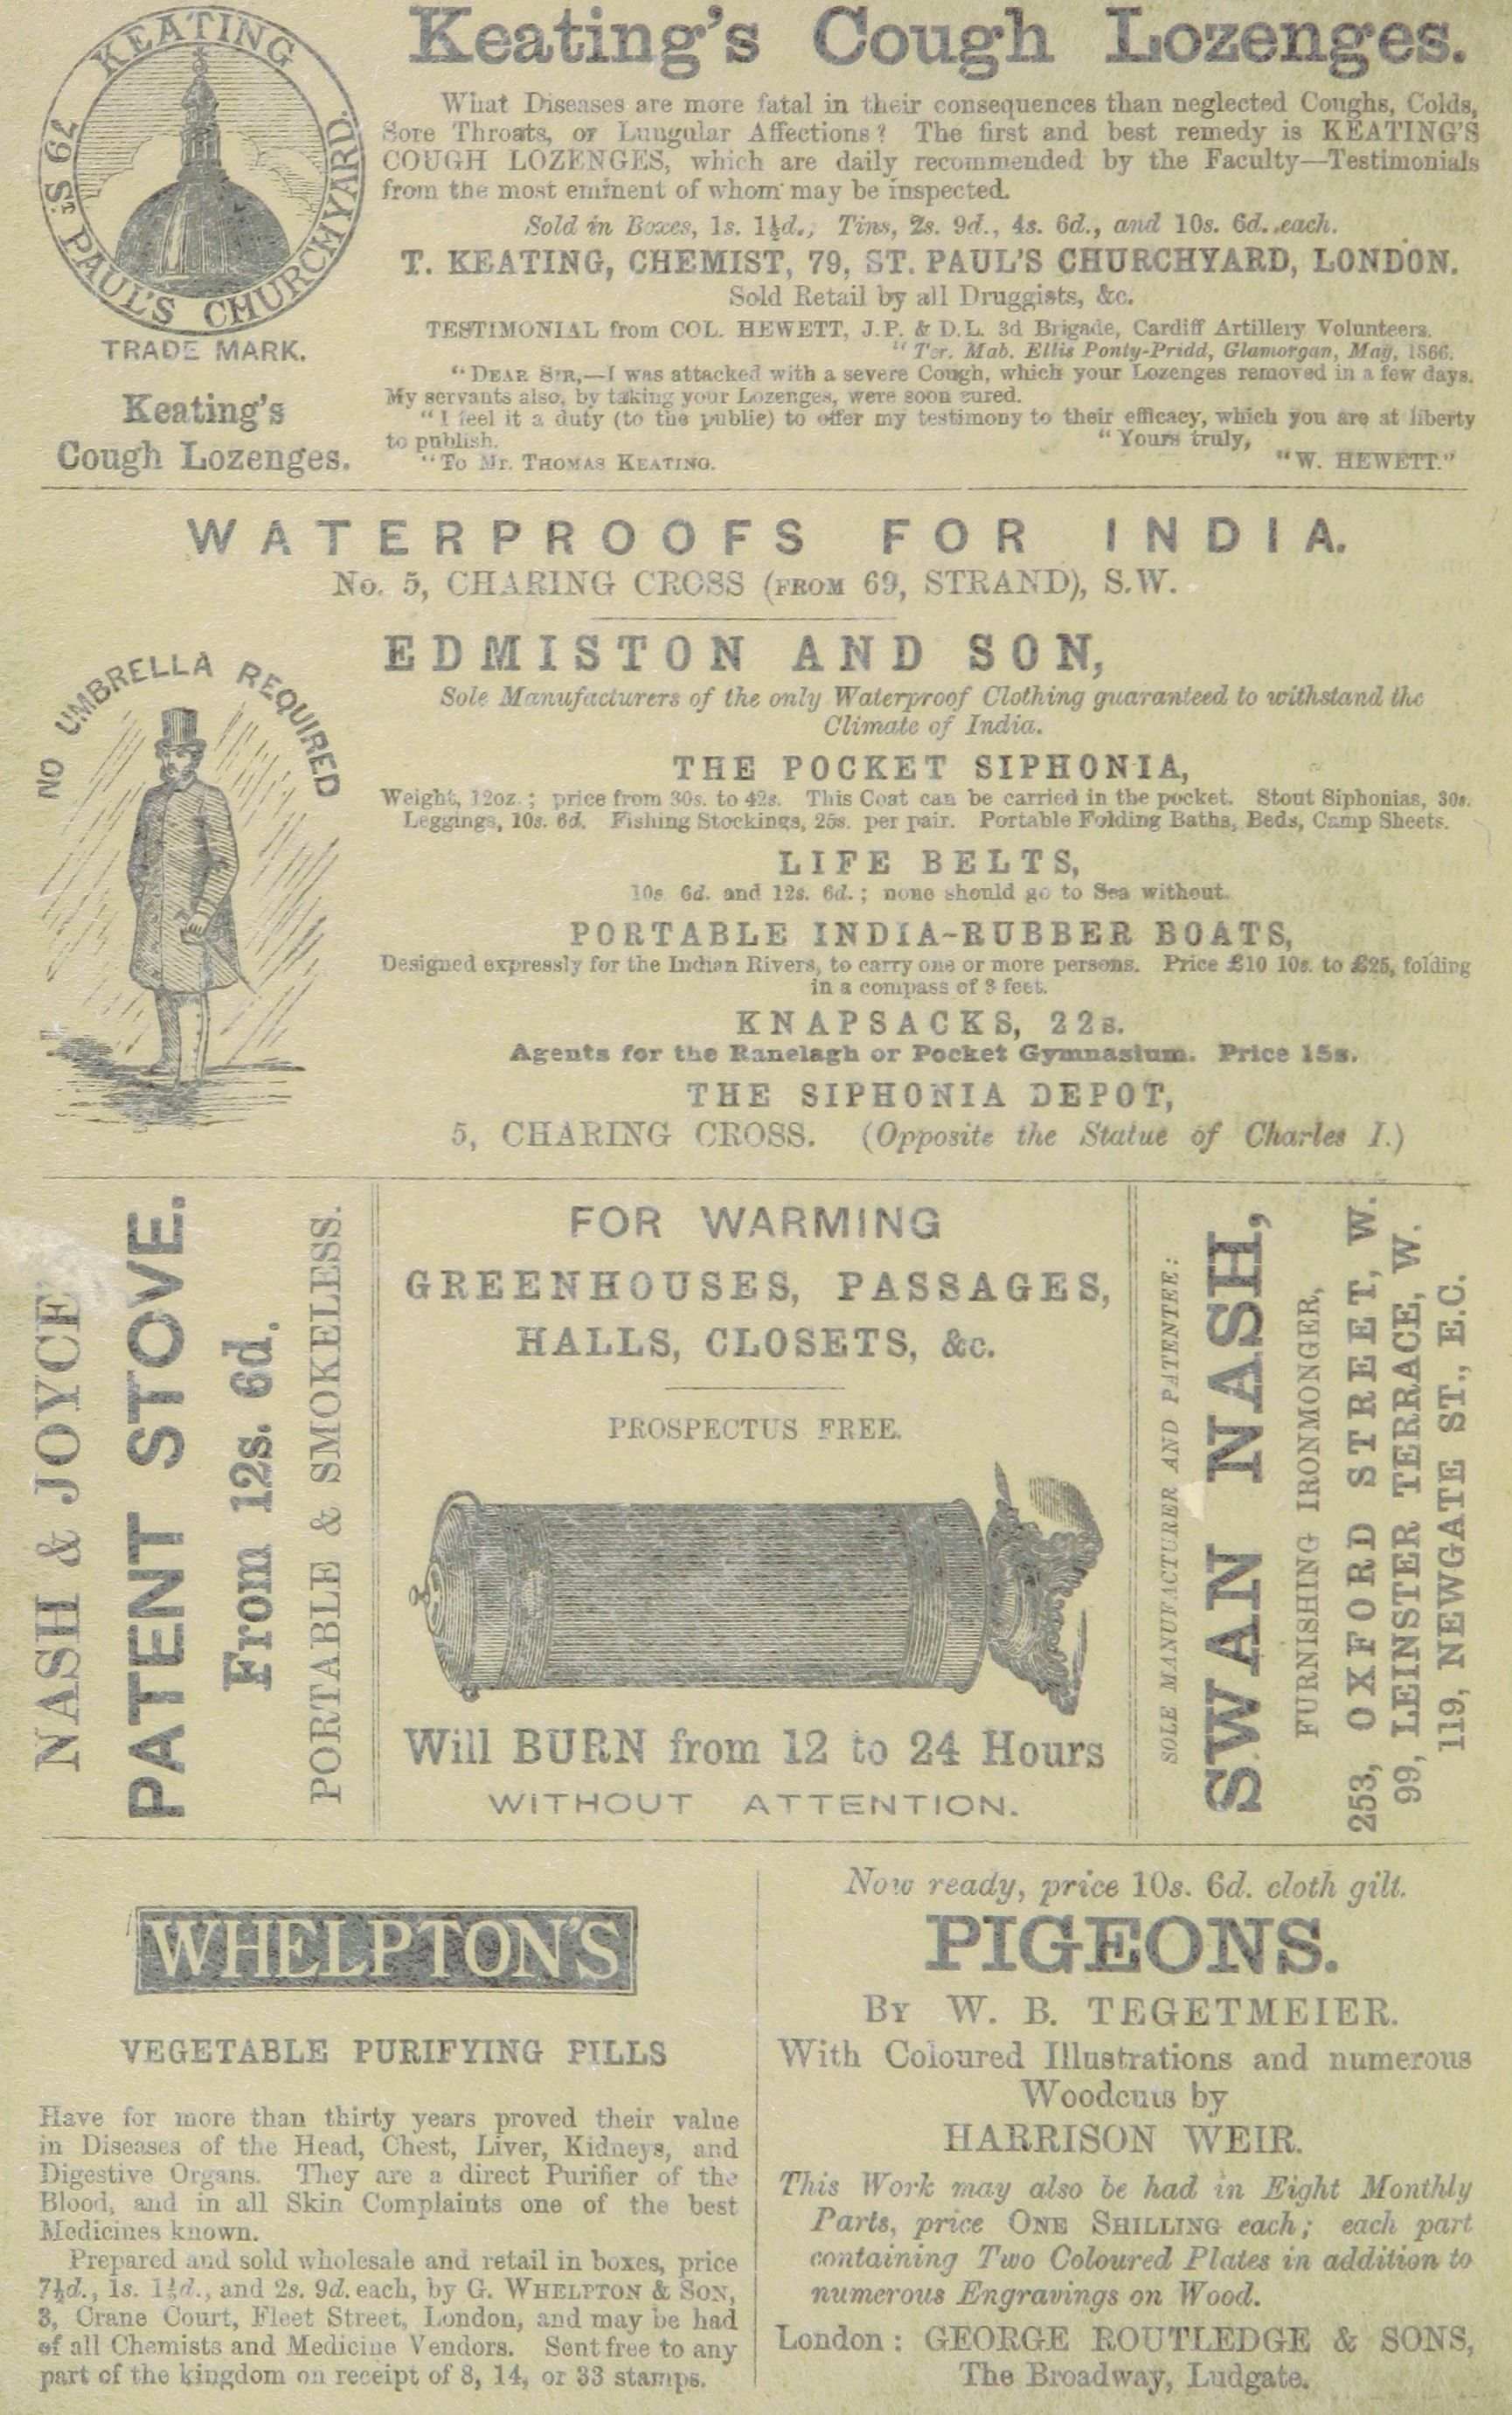 KEATING
79 ST PAUL'S CHURCHYARD.
TRADE MARK.
Keating's
Cough Lozenges.
Keating's Cough Lozenges.
What Diseases are more fatal in their consequences than neglected Coughs, Colds,
Sore Throats, or Lungular Affections? The first and best remedy is KEATING'S
COUGH LOZENGES, which are daily recommended by the Faculty—Testimonials
from the most eminent of whom may be inspected.
Sold in Boxes, 1s. 1½d.; Tins, 2s. 9d., 4s. 6d., and 10s. 6d. each.
T. KEATING, CHEMIST, 79, ST. PAUL'S CHURCHYARD, LONDON.
Sold Retail by all Druggists, &c.
TESTIMONIAL from COL. HEWETT, J.P. & D.L. 3d Brigade, Cardiff Artillery Volunteers.
"Ter. Mab. Ellis Ponty-Pridd, Glamorgan, May, 1866.
"DEAR SIR,—I was attacked with a severe Cough, which your Lozenges removed in a few days.
My servants also, by taking your Lozenges, were soon cured.
"I feel it a duty (to the public) to offer my testimony to their efficacy, which you are at liberty
to publish. "Yours truly,
"To Mr. THOMAS KEATING. "W. HEWETT."
WATERPROOFS FOR INDIA.
No. 5, CHARING CROSS (FROM 69, STRAND), S.W.
NO UMBRELLA REQUIRED
EDMISTON AND SON,
Sole Manufacturers of the only Waterproof Clothing guaranteed to withstand the
Climate of India.
THE POCKET SIPHONIA,
Weight, 12oz.; price from 30s. to 42s. This Coat can be carried in the pocket. Stout Siphonias, 30s.
Leggings, 10s. 6d. Fishing Stockings, 25s. per pair. Portable Folding Baths, Beds, Camp Sheets.
LIFE BELTS,
10s. 6d. and 12s. 6d.; none should go to Sea without.
PORTABLE INDIA-RUBBER BOATS,
Designed expressly for the Indian Rivers, to carry one or more persons. Price £10 10s. to £25, folding
in a compass of 3 feet.
KNAPSACKS, 22s.
Agents for the Ranelagh or Pocket Gymnasium. Price 15s.
THE SIPHONIA DEPOT,
5, CHARING CROSS. (Opposite the Statue of Charles I.)
NASH & JOYCE
PATENT STOVE.
From 12s. 6d.
PORTABLE & SMOKELESS.
FOR WARMING
GREENHOUSES, PASSAGES,
HALLS, CLOSETS, &c.
PROSPECTUS FREE.
Will BURN from 12 to 24 Hours
WITHOUT ATTENTION.
SOLE MANUFACTURER AND PATENTEE:
SWAN NASH,
FURNISHING IRONMONGER,
253, OXFORD STREET, W.
99, LEINSTER TERRACE, W.
119, NEWGATE ST., E.C.
WHELPTON'S
VEGETABLE PURIFYING PILLS
Have for more than thirty years proved their value
in Diseases of the Head, Chest, Liver, Kidneys, and
Digestive Organs. They are a direct Purifier of the
Blood, and in all Skin Complaints one of the best
Medicines known.
Prepared and sold wholesale and retail in boxes, price
7½d., 1s. 1½d., and 2s. 9d. each, by G. WHELPTON & SON,
3, Crane Court, Fleet Street, London, and may be had
of all Chemists and Medicine Vendors. Sent free to any
part of the kingdom on receipt of 8, 14, or 33 stamps.
Now ready, price 10s. 6d. cloth gilt.
PIGEONS.
BY W. B. TEGETMEIER.
With Coloured Illustrations and numerous
Woodcuts by
HARRISON WEIR.
This Work may also be had in Eight Monthly
Parts, price ONE SHILLING each; each part
containing Two Coloured Plates in addition to
numerous Engravings on Wood.
London: GEORGE ROUTLEDGE & SONS,
The Broadway, Ludgate.